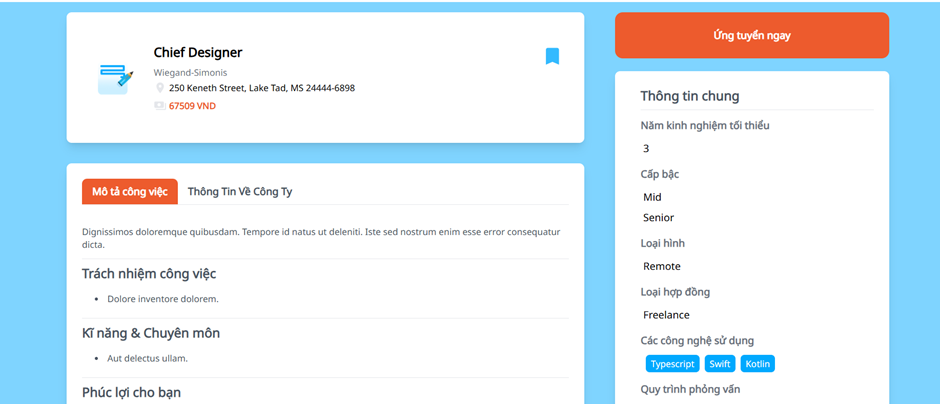 Chief Designer
Wiegand-Simonis
250 Keneth Street, Lake Tad, MS 24444-6898
67509 VND
Mô tả công việc
Thông Tin Về Công Ty
Dignissimos doloremque quibusdam. Tempore id natus ut deleniti. Iste sed nostrum enim esse error consequatur
dicta.
Trách nhiệm công việc
Dolore inventore dolorem.
Kĩ năng & Chuyên môn
Aut delectus ullam.
Phúc lợi cho bạn
Ứng tuyển ngay
Thông tin chung
Năm kinh nghiệm tối thiểu
3
Cấp bậc
Mid
Senior
Loại hình
Remote
Loại hợp đồng
Freelance
Các công nghệ sử dụng
Typescript
Swift
Kotlin
Quy trình phỏng vấn